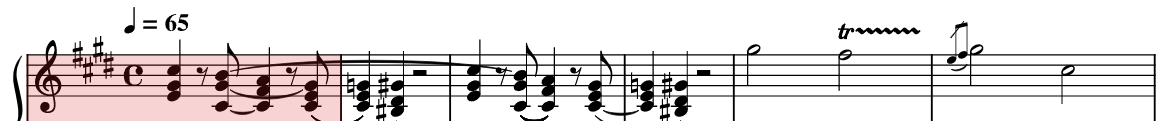 ♩ = 65
tr